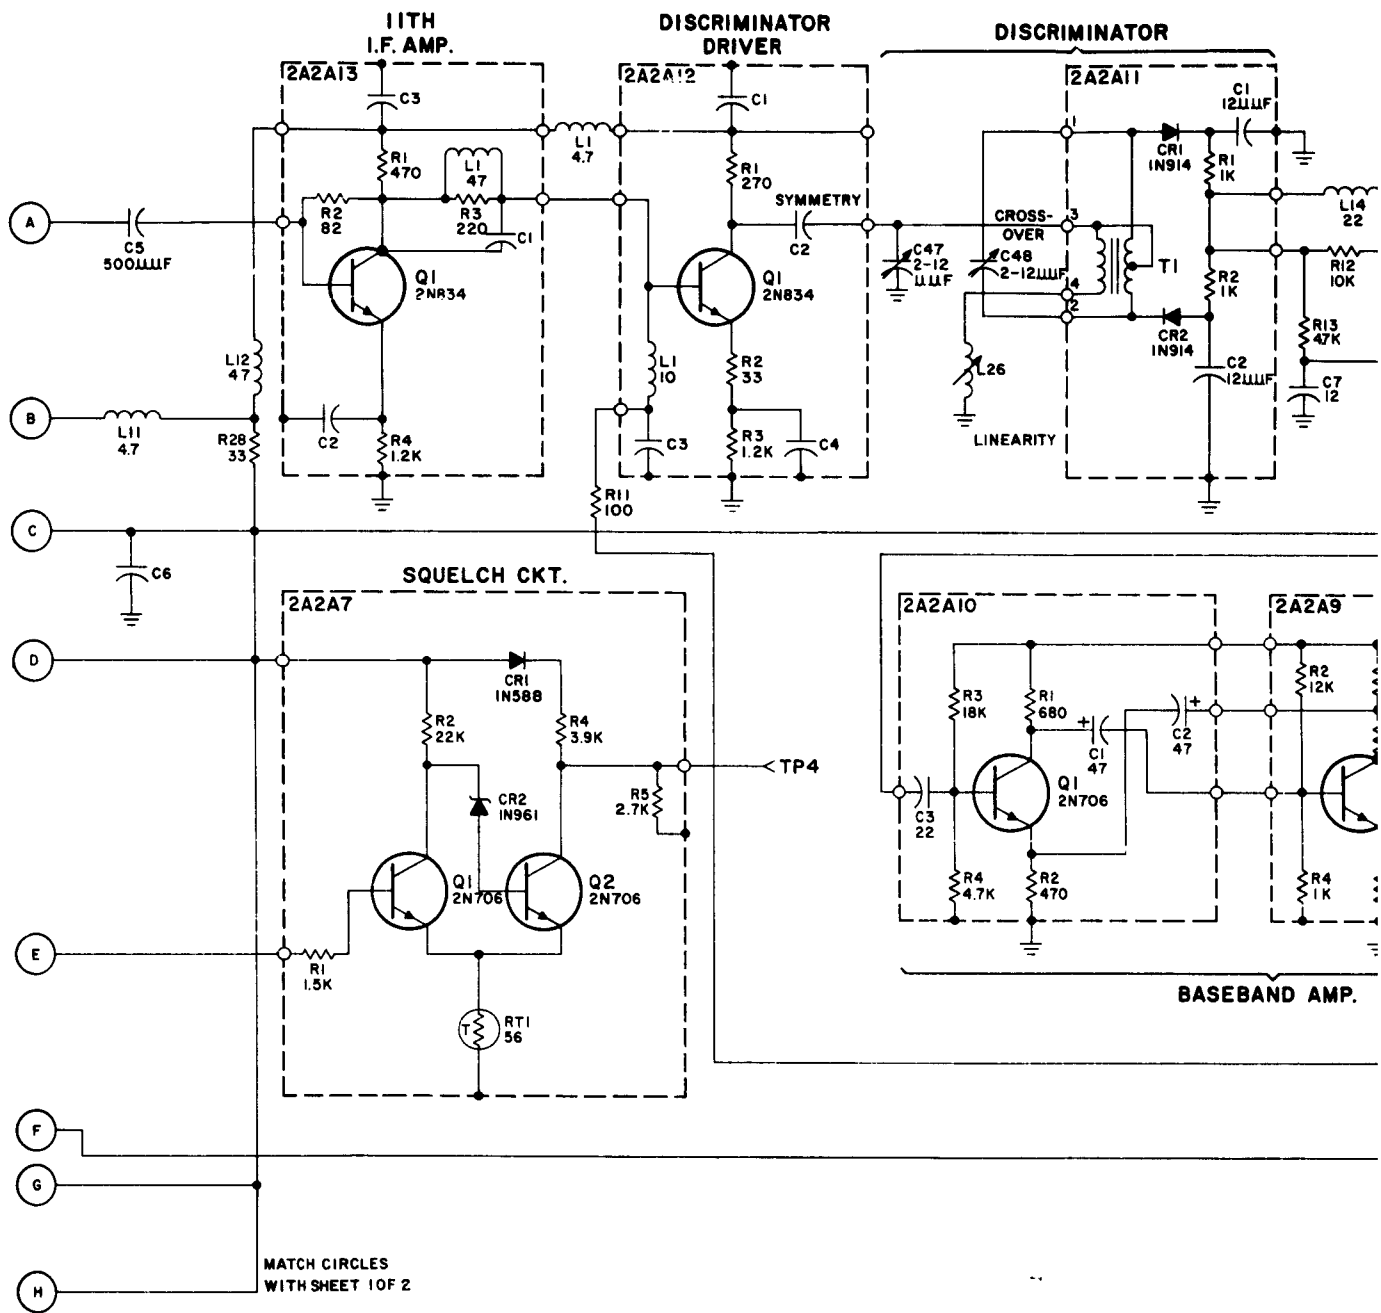 11TH
I.F. AMP.
DISCRIMINATOR
DRIVER
DISCRIMINATOR
2A2A13
C3
R1
470
L1
47
R2
82
R3
220
C1
Q1
2N834
C2
R4
1.2K
A
C5
500μμF
L12
47
B
L11
4.7
R28
33
L1
4.7
2A2A12
C1
R1
270
SYMMETRY
C2
Q1
2N834
L1
10
R2
33
C3
R3
1.2K
C4
R11
100
C47
2-12
μμF
CROSS-
OVER
C48
2-12μμF
L26
LINEARITY
2A2A11
1
3
4
2
CR1
1N914
C1
12μμF
R1
1K
T1
R2
1K
CR2
1N914
C2
12μμF
L14
22
R12
10K
R13
47K
C7
12
C
C6
SQUELCH CKT.
2A2A7
D
CR1
1N588
R2
22K
R4
3.9K
TP4
R5
2.7K
CR2
1N961
Q1
2N706
Q2
2N706
E
R1
1.5K
T
RT1
56
2A2A10
R3
18K
R1
680
C1
47
+
C2
47
+
Q1
2N706
C3
22
R4
4.7K
R2
470
2A2A9
R2
12K
R4
1K
BASEBAND AMP.
F
G
H
MATCH CIRCLES
WITH SHEET 1 OF 2